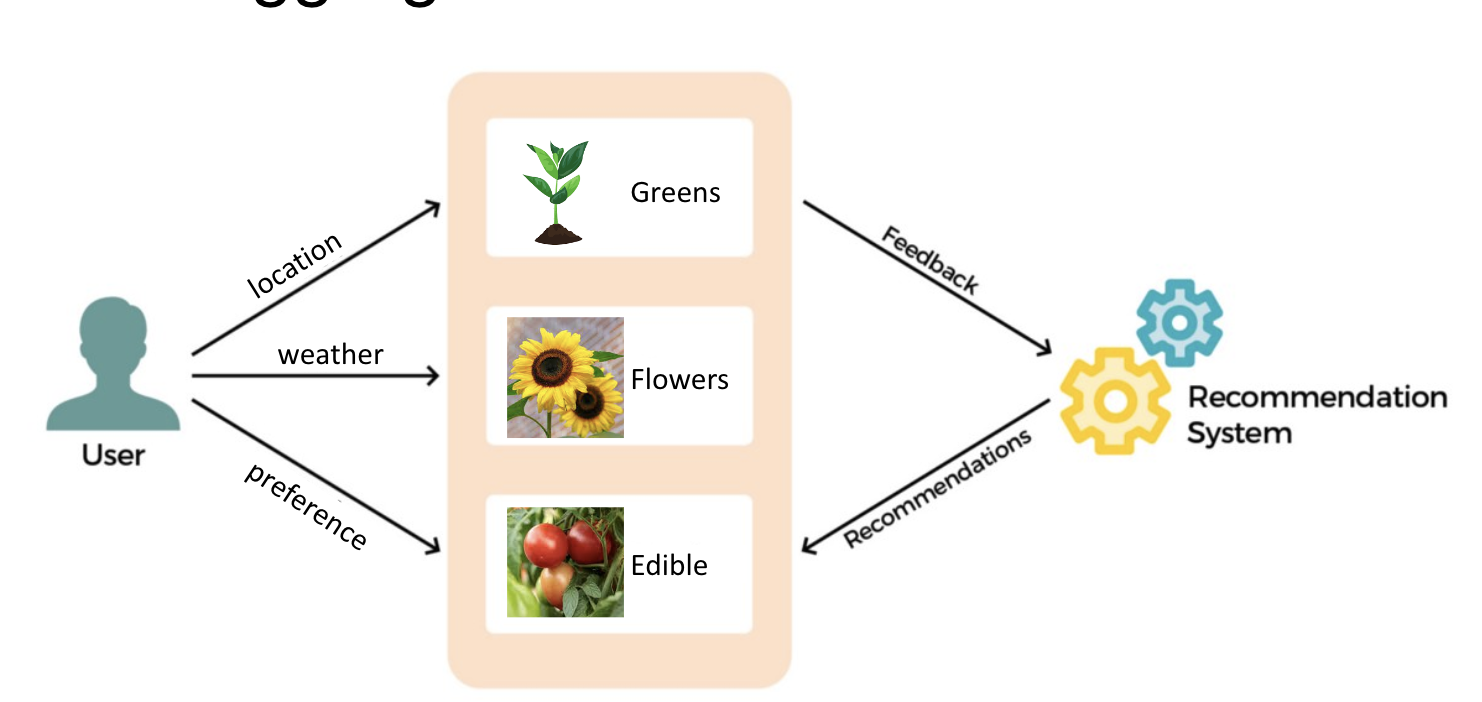 location
weather
preference
User
Greens
Flowers
Edible
Feedback
Recommendations
Recommendation
System